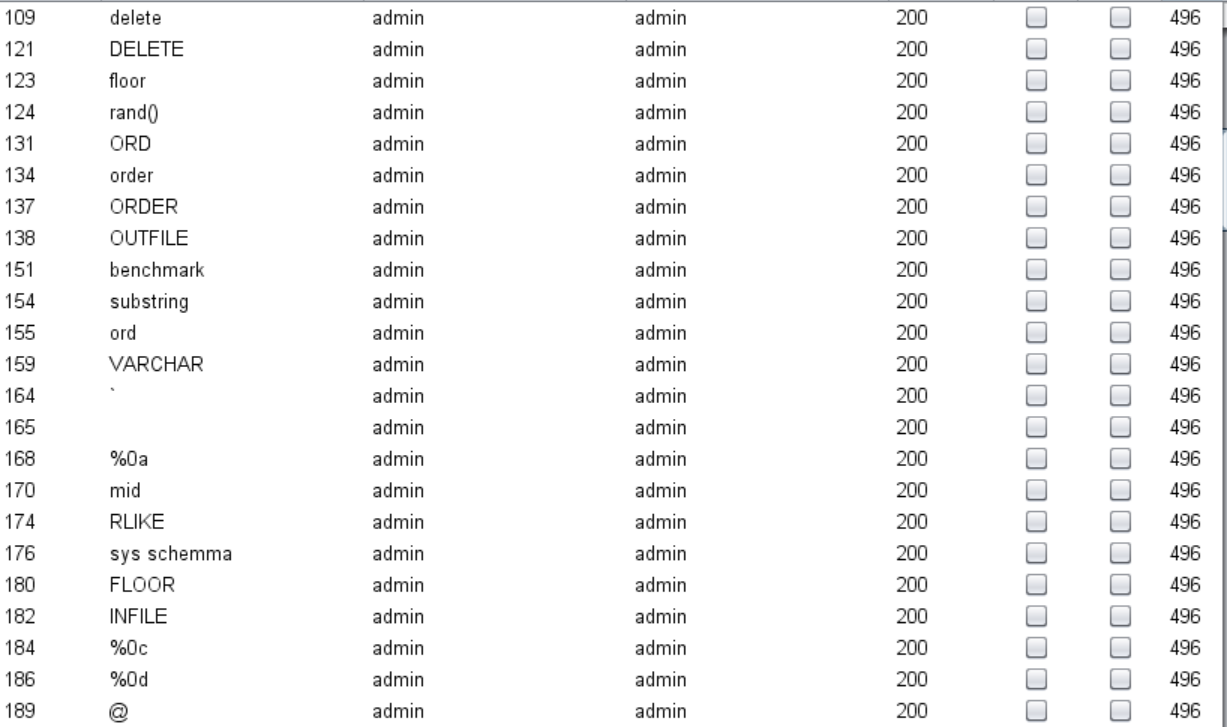 109 delete admin admin 200 496
121 DELETE admin admin 200 496
123 floor admin admin 200 496
124 rand() admin admin 200 496
131 ORD admin admin 200 496
134 order admin admin 200 496
137 ORDER admin admin 200 496
138 OUTFILE admin admin 200 496
151 benchmark admin admin 200 496
154 substring admin admin 200 496
155 ord admin admin 200 496
159 VARCHAR admin admin 200 496
164 ` admin admin 200 496
165 admin admin 200 496
168 %0a admin admin 200 496
170 mid admin admin 200 496
174 RLIKE admin admin 200 496
176 sys schemma admin admin 200 496
180 FLOOR admin admin 200 496
182 INFILE admin admin 200 496
184 %0c admin admin 200 496
186 %0d admin admin 200 496
189 @ admin admin 200 496